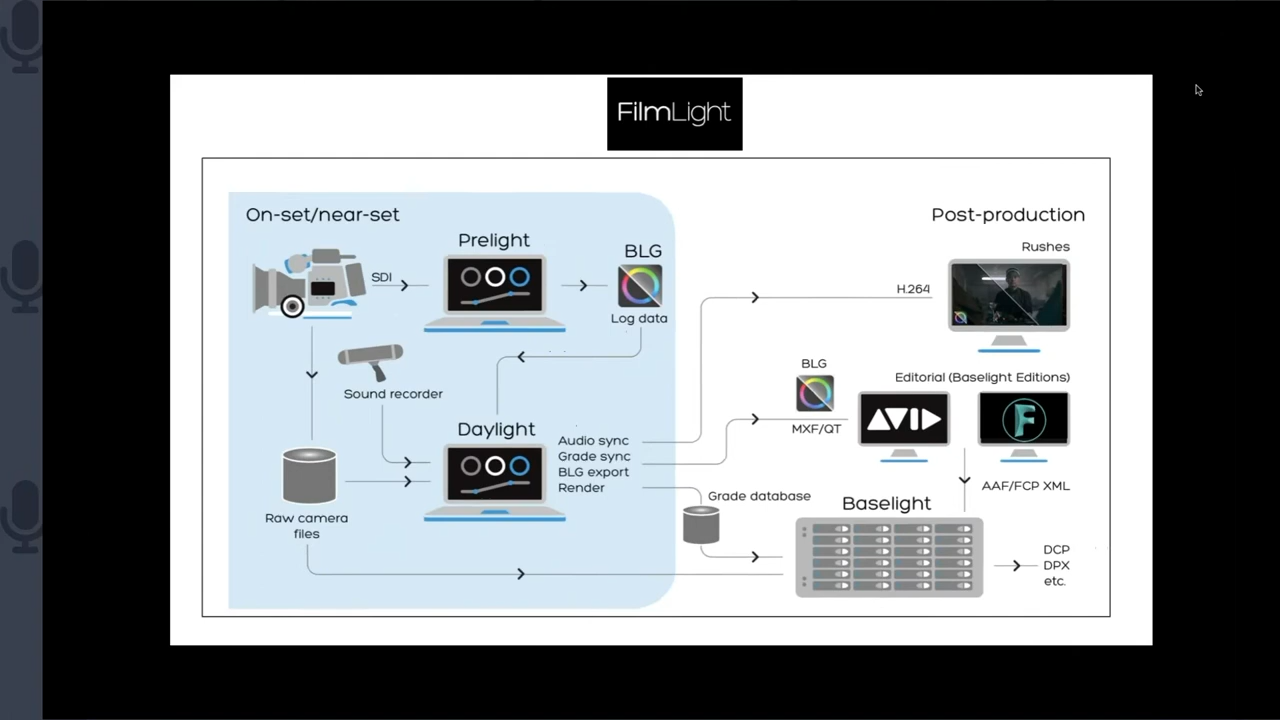 FilmLight
On-set/near-set
Post-production
Prelight
BLG
Rushes
SDI
H.264
Log data
BLG
Editorial (Baselight Editions)
Sound recorder
AVID
F
MXF/QT
Daylight
Audio sync
Grade sync
BLG export
Render
AAF/FCP XML
Grade database
Baselight
Raw camera
files
DCP
DPX
etc.